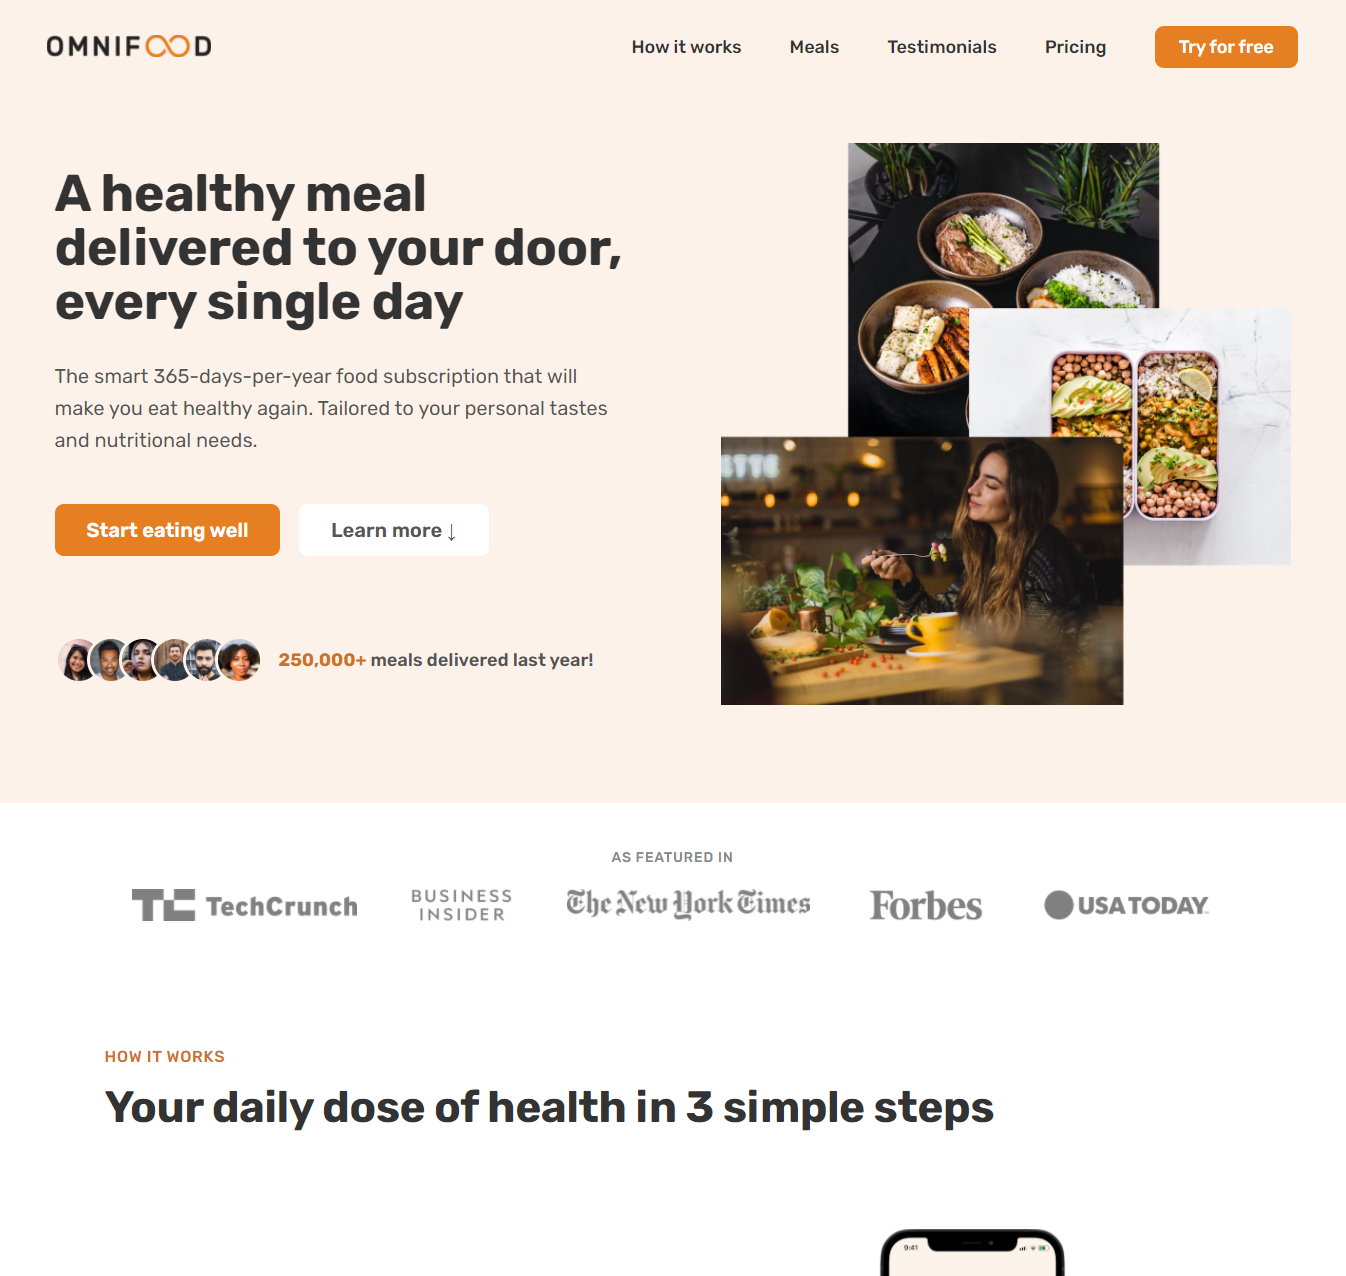 OMNIFOOD
How it works
Meals
Testimonials
Pricing
Try for free
A healthy meal
delivered to your door,
every single day
The smart 365-days-per-year food subscription that will
make you eat healthy again. Tailored to your personal tastes
and nutritional needs.
Start eating well
Learn more ↓
250,000+ meals delivered last year!
AS FEATURED IN
TechCrunch
BUSINESS
INSIDER
The New York Times
Forbes
USA TODAY
HOW IT WORKS
Your daily dose of health in 3 simple steps
9:41